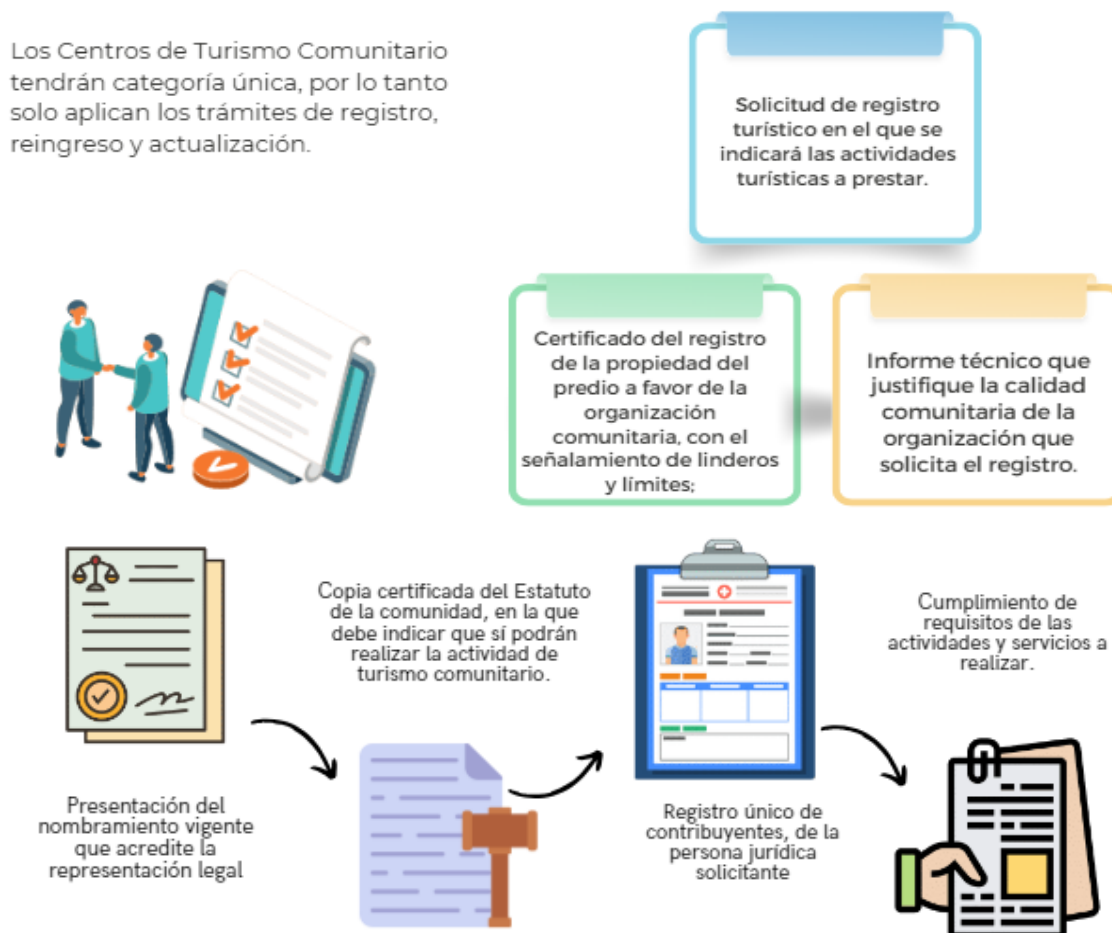 Los Centros de Turismo Comunitario
tendrán categoría única, por lo tanto
solo aplican los trámites de registro,
reingreso y actualización.
Solicitud de registro
turístico en el que se
indicará las actividades
turísticas a prestar.
Certificado del registro
de la propiedad del
predio a favor de la
organización
comunitaria, con el
señalamiento de linderos
y límites;
Informe técnico que
justifique la calidad
comunitaria de la
organización que
solicita el registro.
Presentación del
nombramiento vigente
que acredite la
representación legal
Copia certificada del Estatuto
de la comunidad, en la que
debe indicar que sí podrán
realizar la actividad de
turismo comunitario.
Registro único de
contribuyentes, de la
persona jurídica
solicitante
Cumplimiento de
requisitos de las
actividades y servicios a
realizar.